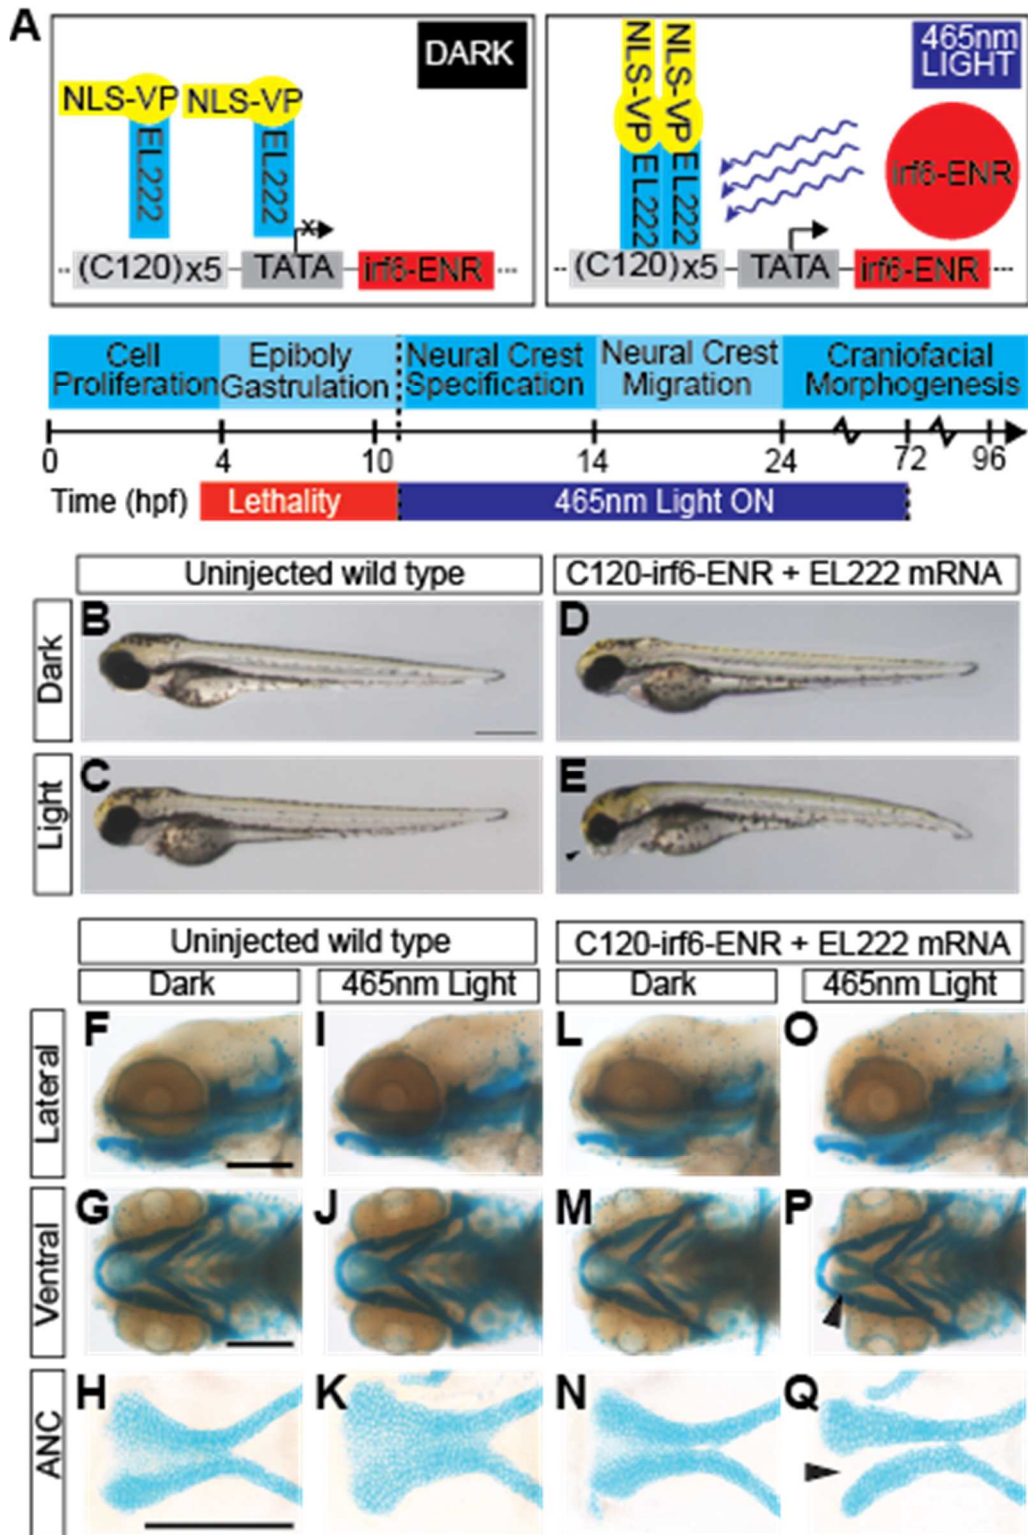 A
DARK
NLS-VP
NLS-VP
EL222
EL222
x
(C120)x5
TATA
irf6-ENR
465nm
LIGHT
NLS-VP
NLS-VP
EL222
EL222
irf6-ENR
(C120)x5
TATA
irf6-ENR
Cell
Proliferation
Epiboly
Gastrulation
Neural Crest
Specification
Neural Crest
Migration
Craniofacial
Morphogenesis
0 4 10 14 24 72 96
Time (hpf)
Lethality
465nm Light ON
Uninjected wild type
C120-irf6-ENR + EL222 mRNA
Dark
B
D
Light
C
E
Uninjected wild type
C120-irf6-ENR + EL222 mRNA
Dark
465nm Light
Dark
465nm Light
Lateral
F
I
L
O
Ventral
G
J
M
P
ANC
H
K
N
Q